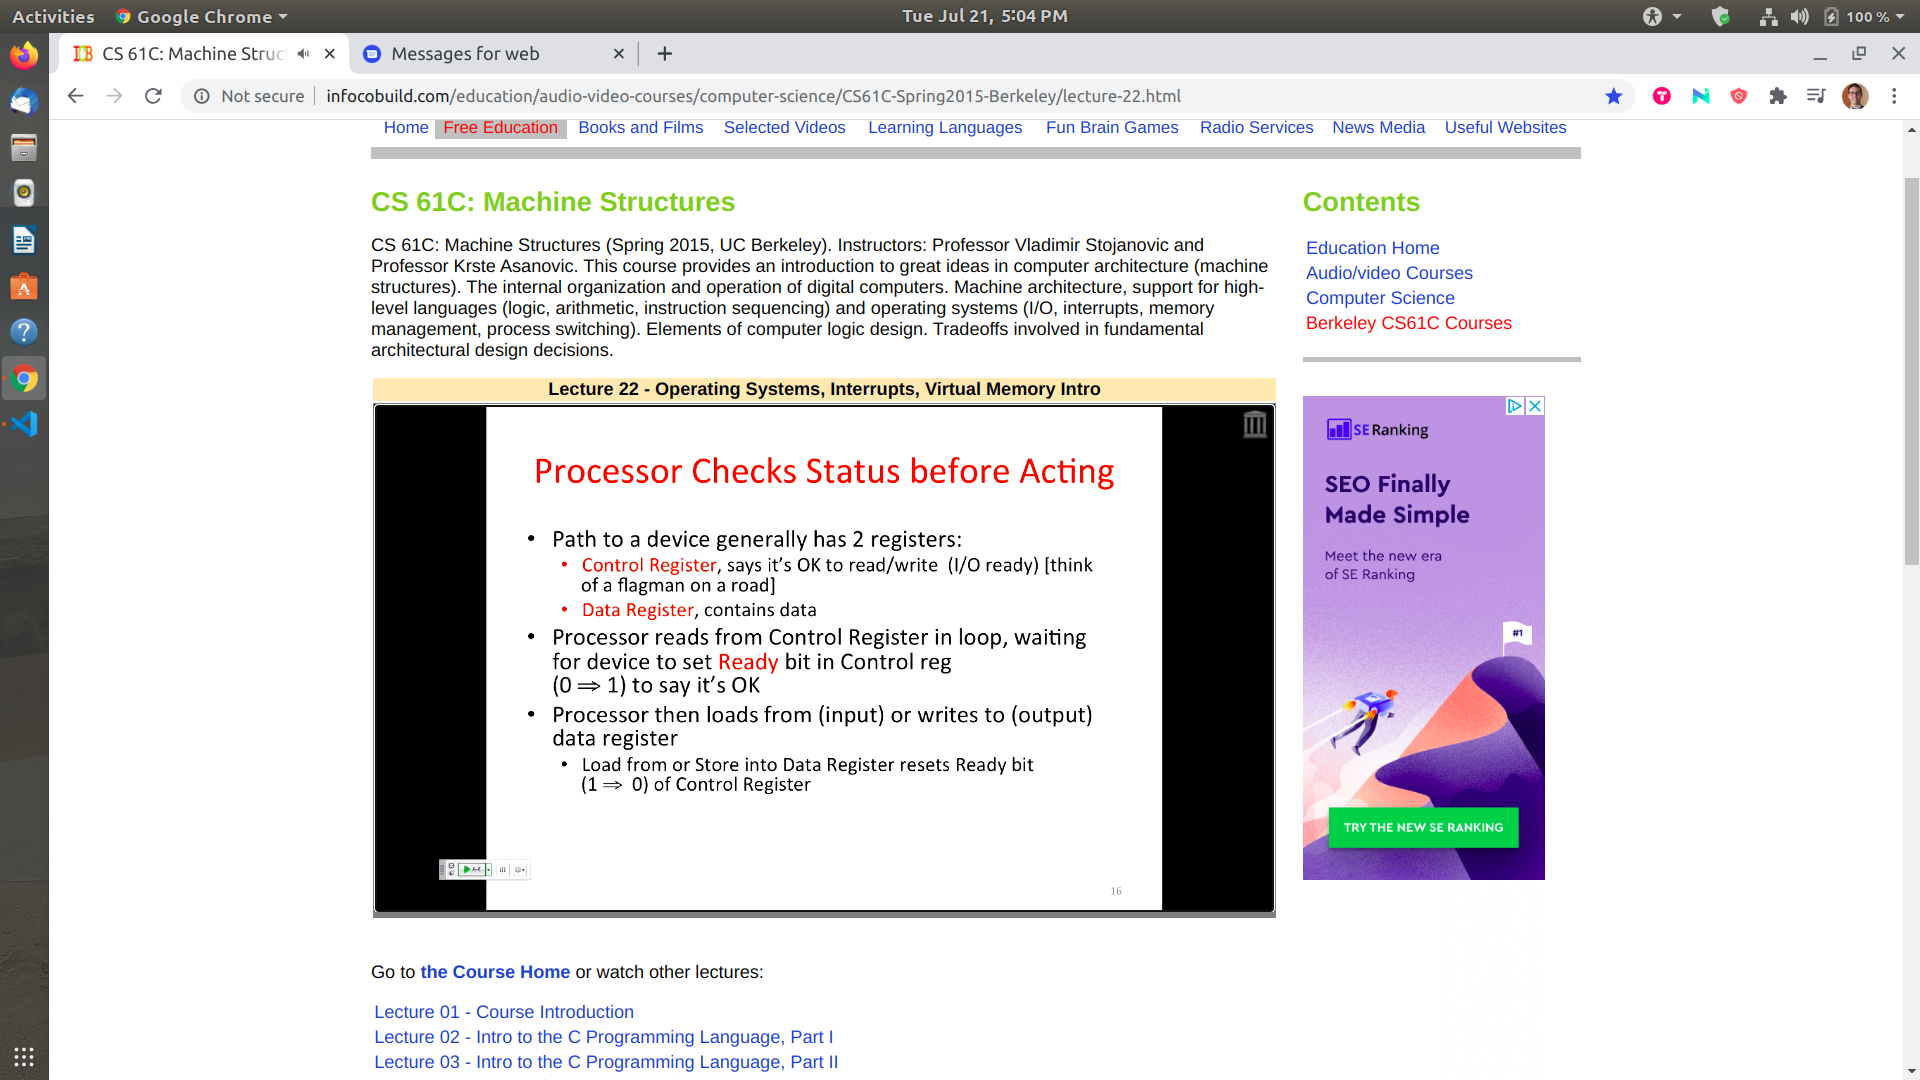 Activities
Google Chrome
Tue Jul 21, 5:04 PM
100 %
CS 61C: Machine Struc
Messages for web
Not secure
infocobuild.com/education/audio-video-courses/computer-science/CS61C-Spring2015-Berkeley/lecture-22.html
Home
Free Education
Books and Films
Selected Videos
Learning Languages
Fun Brain Games
Radio Services
News Media
Useful Websites
CS 61C: Machine Structures
CS 61C: Machine Structures (Spring 2015, UC Berkeley). Instructors: Professor Vladimir Stojanovic and
Professor Krste Asanovic. This course provides an introduction to great ideas in computer architecture (machine
structures). The internal organization and operation of digital computers. Machine architecture, support for high-
level languages (logic, arithmetic, instruction sequencing) and operating systems (I/O, interrupts, memory
management, process switching). Elements of computer logic design. Tradeoffs involved in fundamental
architectural design decisions.
Lecture 22 - Operating Systems, Interrupts, Virtual Memory Intro
Processor Checks Status before Acting
• Path to a device generally has 2 registers:
• Control Register, says it's OK to read/write (I/O ready) [think
of a flagman on a road]
• Data Register, contains data
• Processor reads from Control Register in loop, waiting
for device to set Ready bit in Control reg
(0 ⇒ 1) to say it's OK
• Processor then loads from (input) or writes to (output)
data register
• Load from or Store into Data Register resets Ready bit
(1 ⇒ 0) of Control Register
16
Go to the Course Home or watch other lectures:
Lecture 01 - Course Introduction
Lecture 02 - Intro to the C Programming Language, Part I
Lecture 03 - Intro to the C Programming Language, Part II
Contents
Education Home
Audio/video Courses
Computer Science
Berkeley CS61C Courses
SE Ranking
SEO Finally
Made Simple
Meet the new era
of SE Ranking
#1
TRY THE NEW SE RANKING